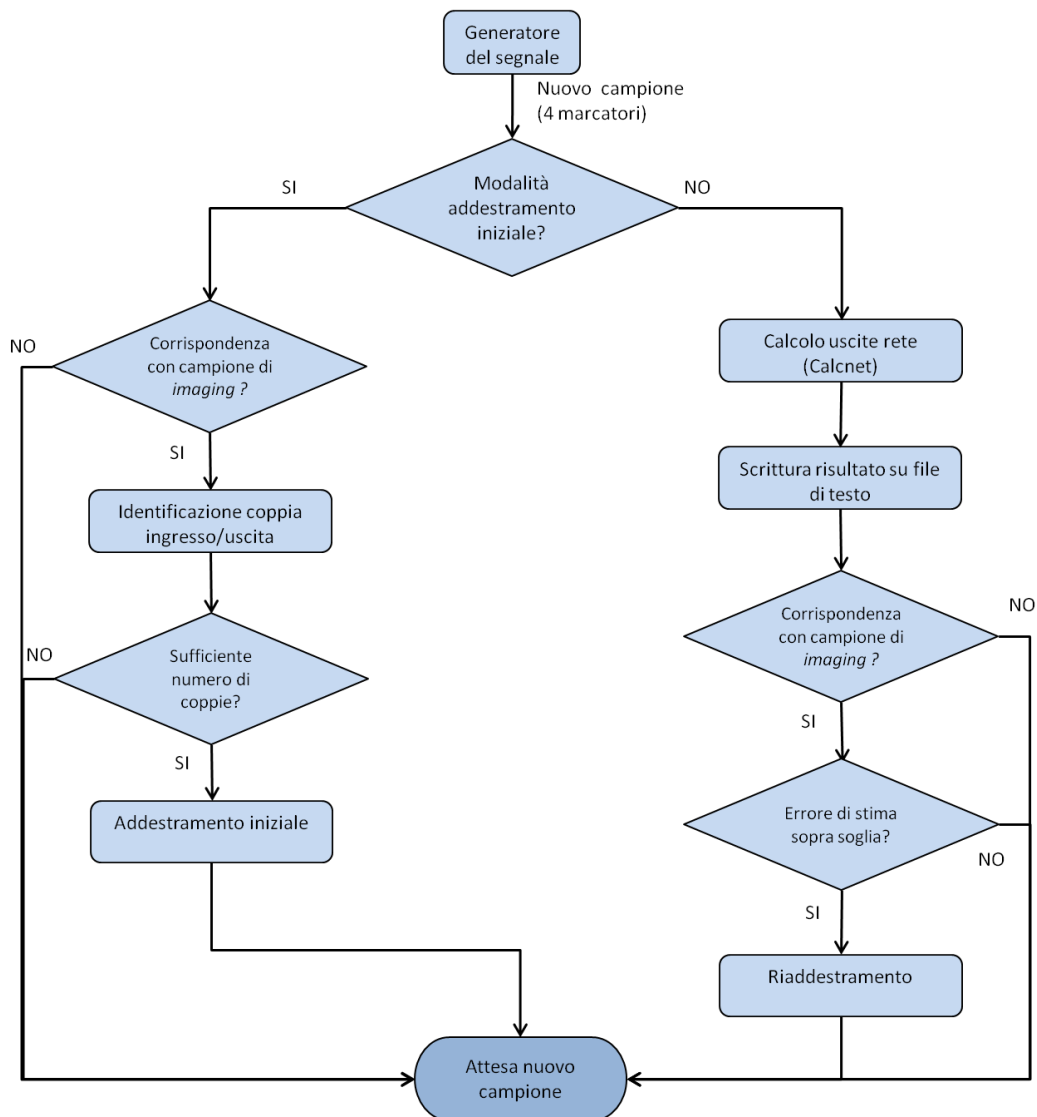 Generatore
del segnale
Nuovo campione
(4 marcatori)
SI
Modalità
addestramento
iniziale?
NO
NO
Corrispondenza
con campione di
imaging ?
SI
Identificazione coppia
ingresso/uscita
NO
Sufficiente
numero di
coppie?
SI
Addestramento iniziale
Calcolo uscite rete
(Calcnet)
Scrittura risultato su file
di testo
Corrispondenza
con campione di
imaging ?
NO
SI
Errore di stima
sopra soglia?
NO
SI
Riaddestramento
Attesa nuovo
campione